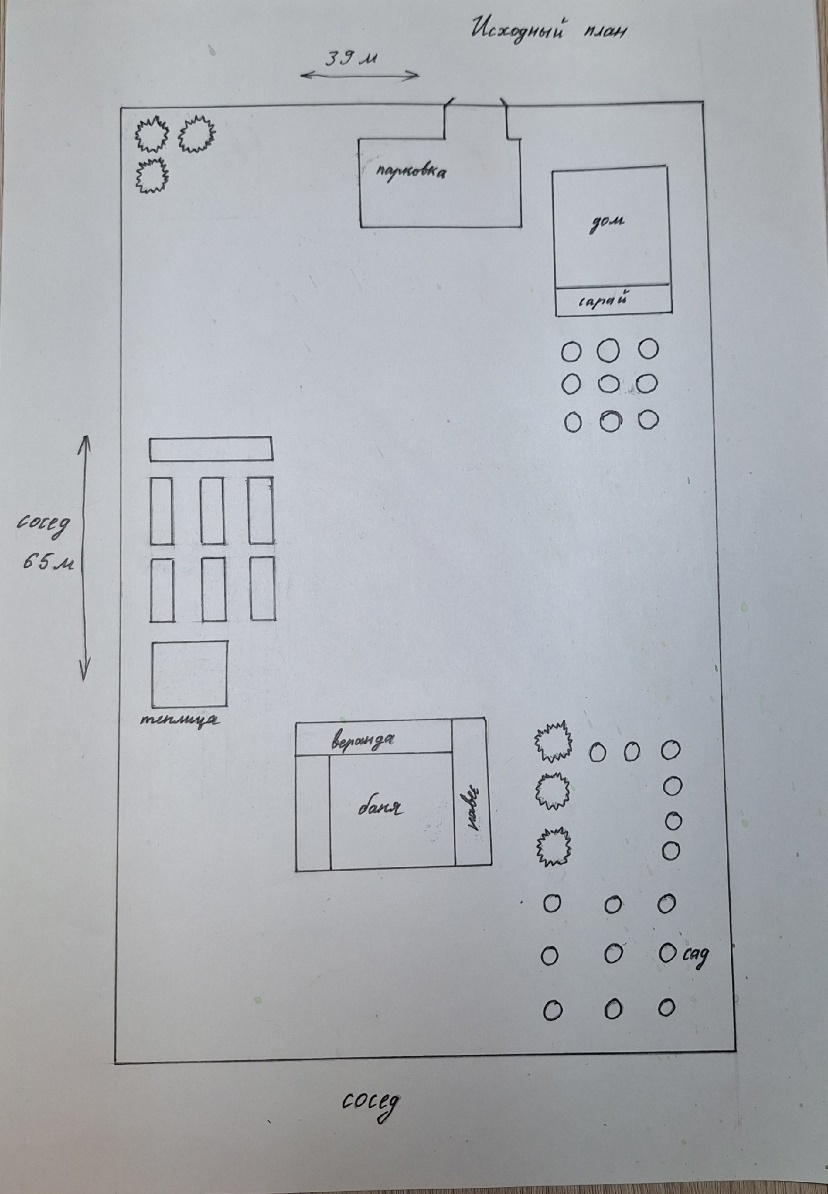 Исходный план
39 м
парковка
дом
сарай
сосед
65 м
теплица
веранда
баня
навес
сад
сосед